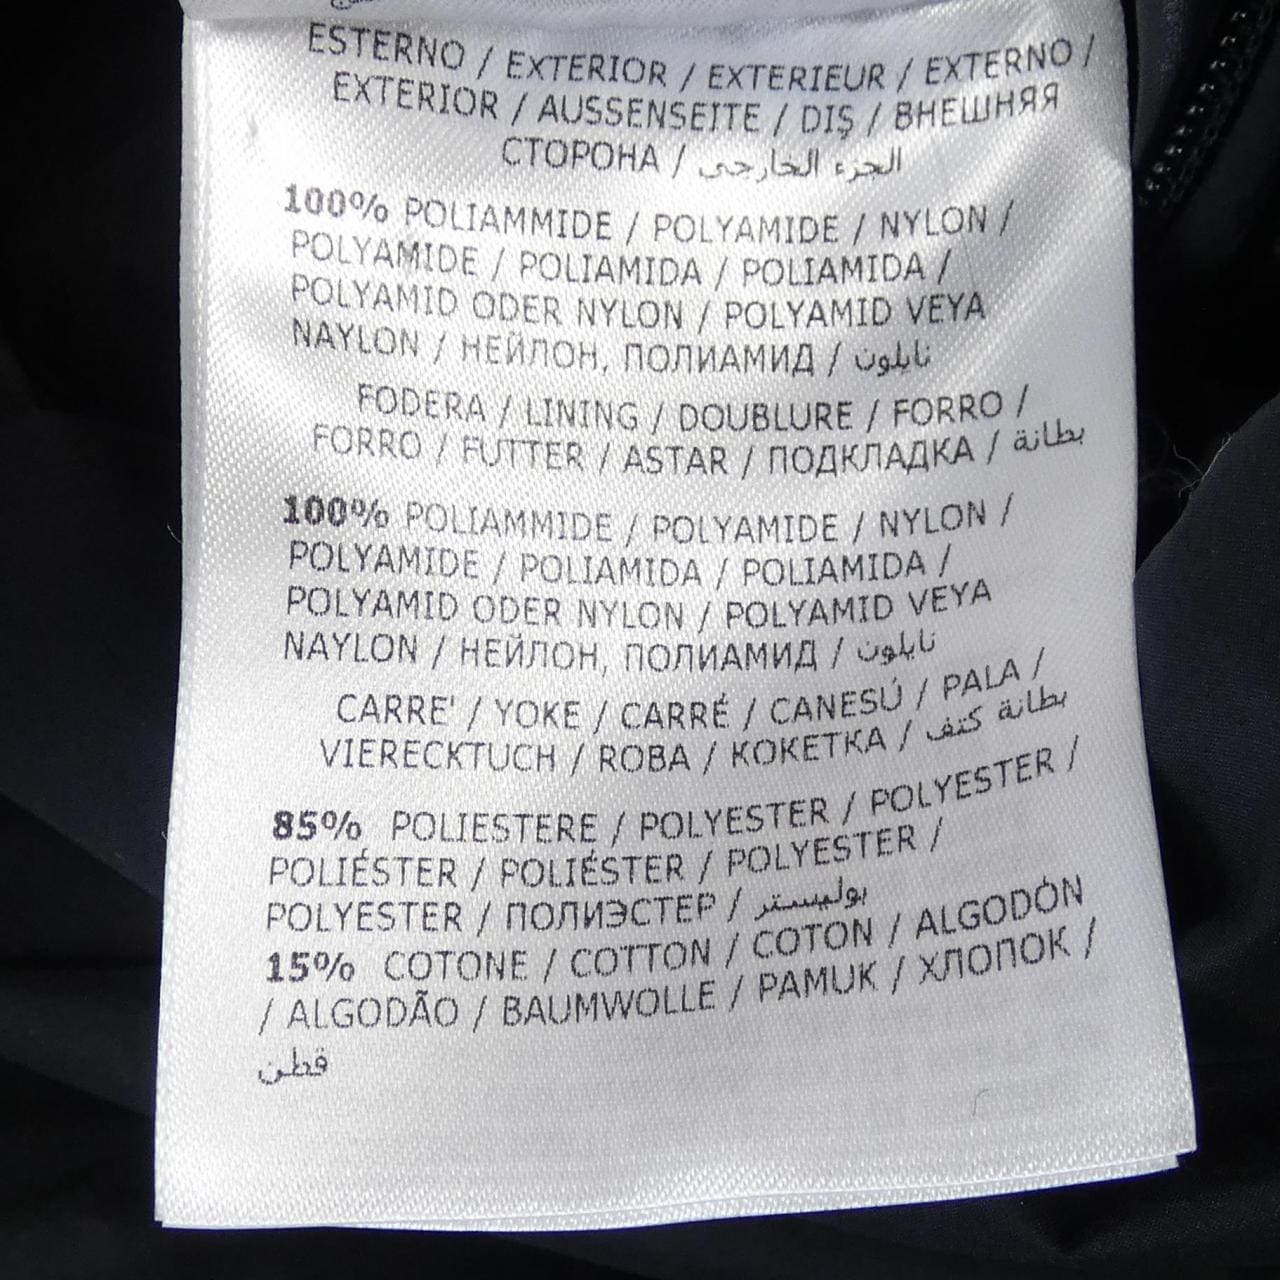 ESTERNO / EXTERIOR / EXTERIEUR / EXTERNO /
EXTERIOR / AUSSENSEITE / DIŞ / ВНЕШНЯЯ
СТОРОНА / الجزء الخارجي
100% POLIAMMIDE / POLYAMIDE / NYLON /
POLYAMIDE / POLIAMIDA / POLIAMIDA /
POLYAMID ODER NYLON / POLYAMID VEYA
NAYLON / НЕЙЛОН, ПОЛИАМИД / نايلون
FODERA / LINING / DOUBLURE / FORRO /
FORRO / FUTTER / ASTAR / ПОДКЛАДКА / بطانة
100% POLIAMMIDE / POLYAMIDE / NYLON /
POLYAMIDE / POLIAMIDA / POLIAMIDA /
POLYAMID ODER NYLON / POLYAMID VEYA
NAYLON / НЕЙЛОН, ПОЛИАМИД / نايلون
CARRE' / YOKE / CARRÉ / CANESÚ / PALA /
VIERECKTUCH / ROBA / КОКЕТКА / بطانة كتف
85% POLIESTERE / POLYESTER / POLYESTER /
POLIÉSTER / POLIÉSTER / POLYESTER /
POLYESTER / ПОЛИЭСТЕР / بوليستر
15% COTONE / COTTON / COTON / ALGODÓN
/ ALGODÃO / BAUMWOLLE / PAMUK / ХЛОПОК /
قطن